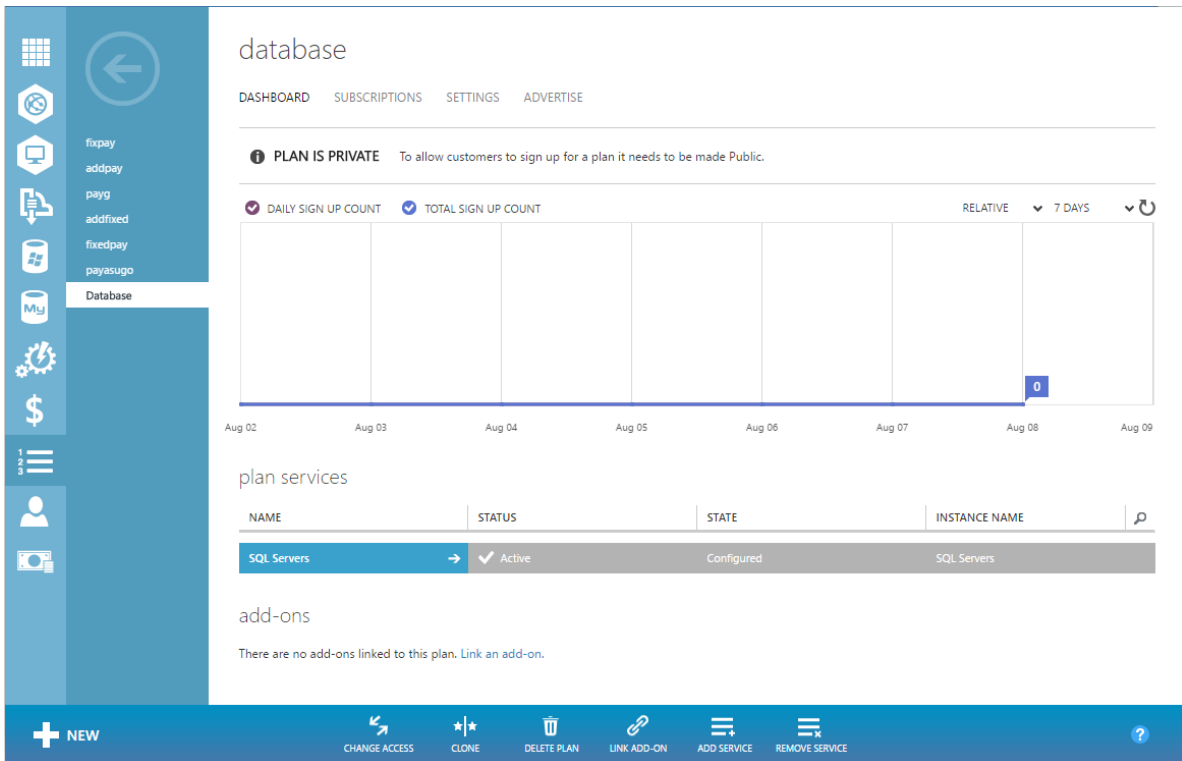 database
DASHBOARD SUBSCRIPTIONS SETTINGS ADVERTISE
fixpay
addpay
payg
addfixed
fixedpay
payasugo
Database
PLAN IS PRIVATE To allow customers to sign up for a plan it needs to be made Public.
DAILY SIGN UP COUNT TOTAL SIGN UP COUNT RELATIVE 7 DAYS
0
Aug 02 Aug 03 Aug 04 Aug 05 Aug 06 Aug 07 Aug 08 Aug 09
plan services
NAME STATUS STATE INSTANCE NAME
SQL Servers Active Configured SQL Servers
add-ons
There are no add-ons linked to this plan. Link an add-on.
My
$
1
2
3
NEW CHANGE ACCESS CLONE DELETE PLAN LINK ADD-ON ADD SERVICE REMOVE SERVICE ?